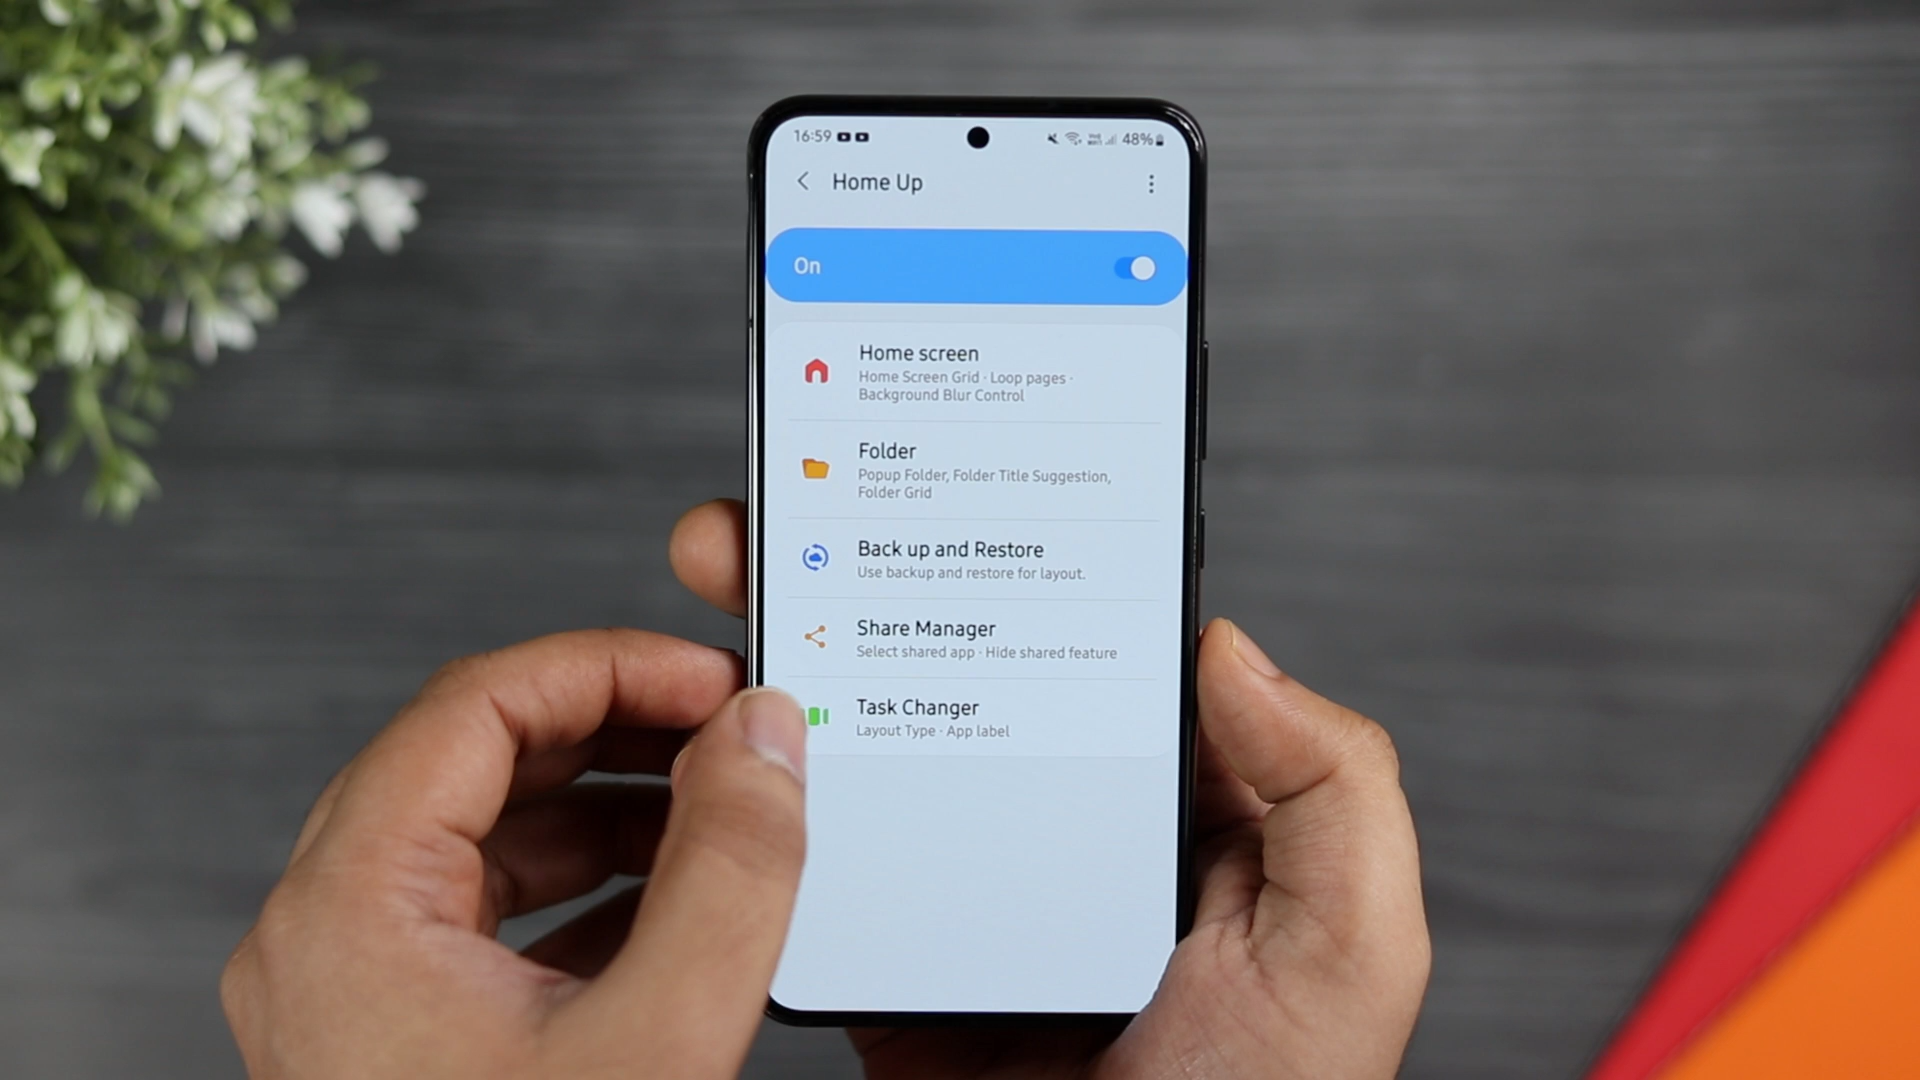 16:59
48%
Home Up
On
Home screen
Home Screen Grid · Loop pages ·
Background Blur Control
Folder
Popup Folder, Folder Title Suggestion,
Folder Grid
Back up and Restore
Use backup and restore for layout.
Share Manager
Select shared app · Hide shared feature
Task Changer
Layout Type · App label